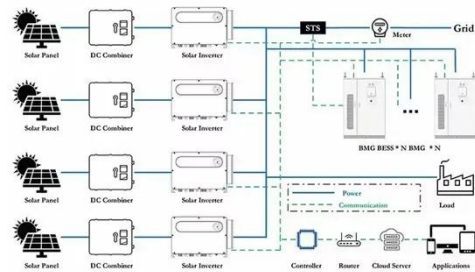 STS
Grid
Meter
Solar Panel
DC Combiner
Solar Inverter
Solar Panel
DC Combiner
Solar Inverter
BMG BESS * N BMG * N
Solar Panel
DC Combiner
Solar Inverter
Power
Communication
Load
Solar Panel
DC Combiner
Solar Inverter
Controller
Router
Cloud Server
Applications